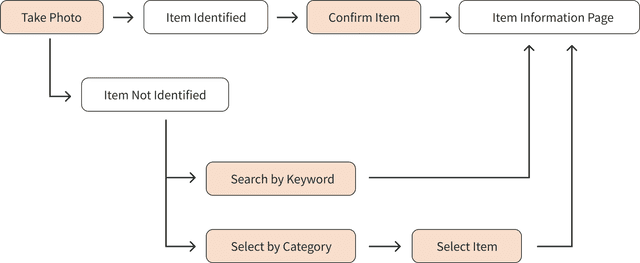 Take Photo
Item Identified
Confirm Item
Item Information Page
Item Not Identified
Search by Keyword
Select by Category
Select Item